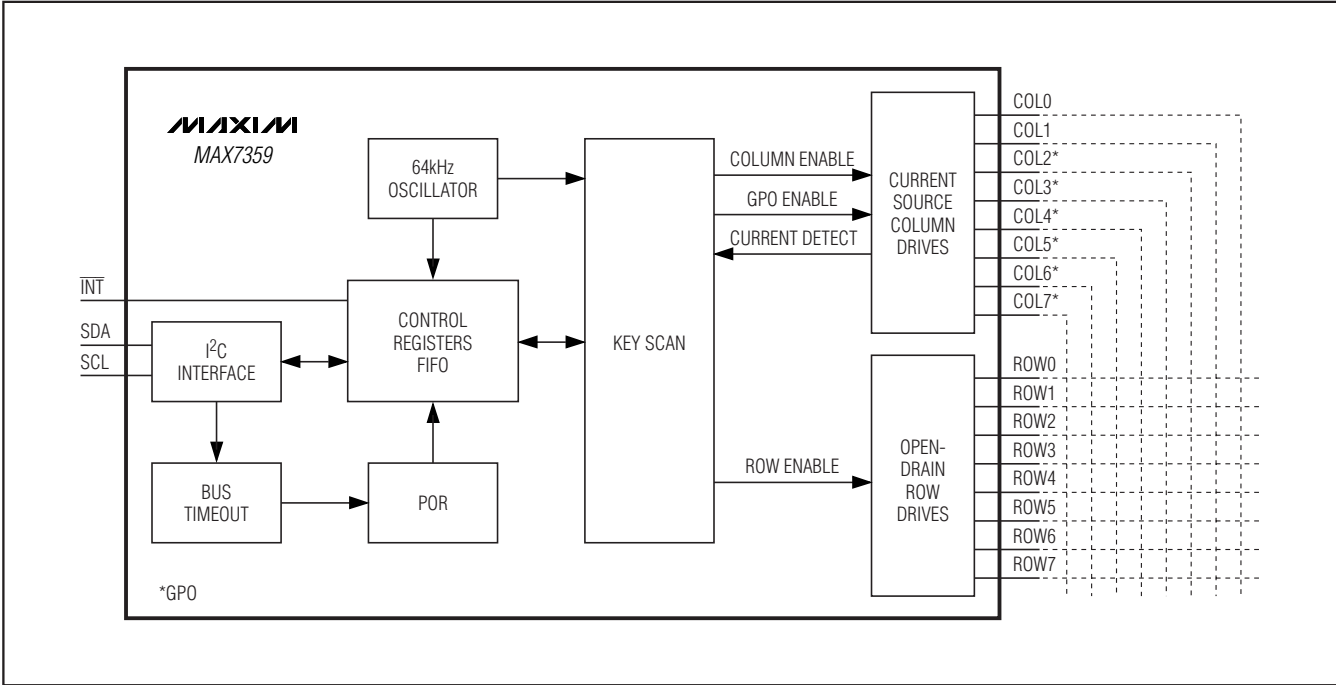 MAXIM
MAX7359
64kHz
OSCILLATOR
COLUMN ENABLE
GPO ENABLE
CURRENT DETECT
CURRENT
SOURCE
COLUMN
DRIVES
COL0
COL1
COL2*
COL3*
COL4*
COL5*
COL6*
COL7*
INT
SDA
SCL
I²C
INTERFACE
CONTROL
REGISTERS
FIFO
KEY SCAN
BUS
TIMEOUT
POR
ROW ENABLE
OPEN-
DRAIN
ROW
DRIVES
ROW0
ROW1
ROW2
ROW3
ROW4
ROW5
ROW6
ROW7
*GPO